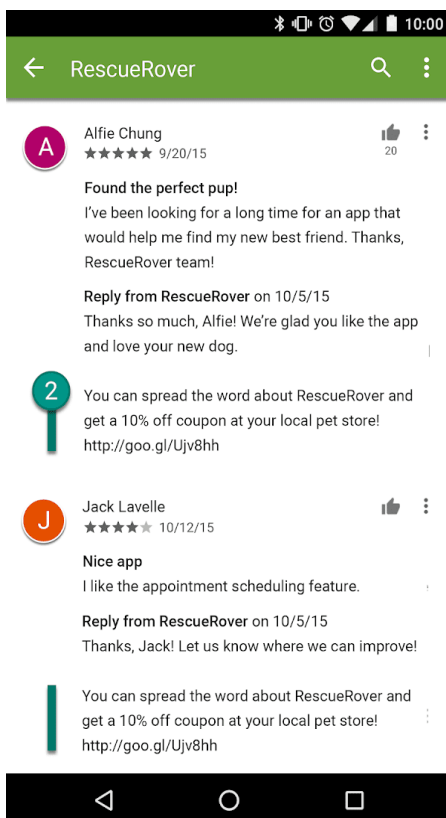 10:00
RescueRover
A
Alfie Chung
★★★★★ 9/20/15
20
Found the perfect pup!
I've been looking for a long time for an app that
would help me find my new best friend. Thanks,
RescueRover team!
Reply from RescueRover on 10/5/15
Thanks so much, Alfie! We're glad you like the app
and love your new dog.
2
You can spread the word about RescueRover and
get a 10% off coupon at your local pet store!
http://goo.gl/Ujv8hh
J
Jack Lavelle
★★★★★ 10/12/15
Nice app
I like the appointment scheduling feature.
Reply from RescueRover on 10/5/15
Thanks, Jack! Let us know where we can improve!
You can spread the word about RescueRover and
get a 10% off coupon at your local pet store!
http://goo.gl/Ujv8hh